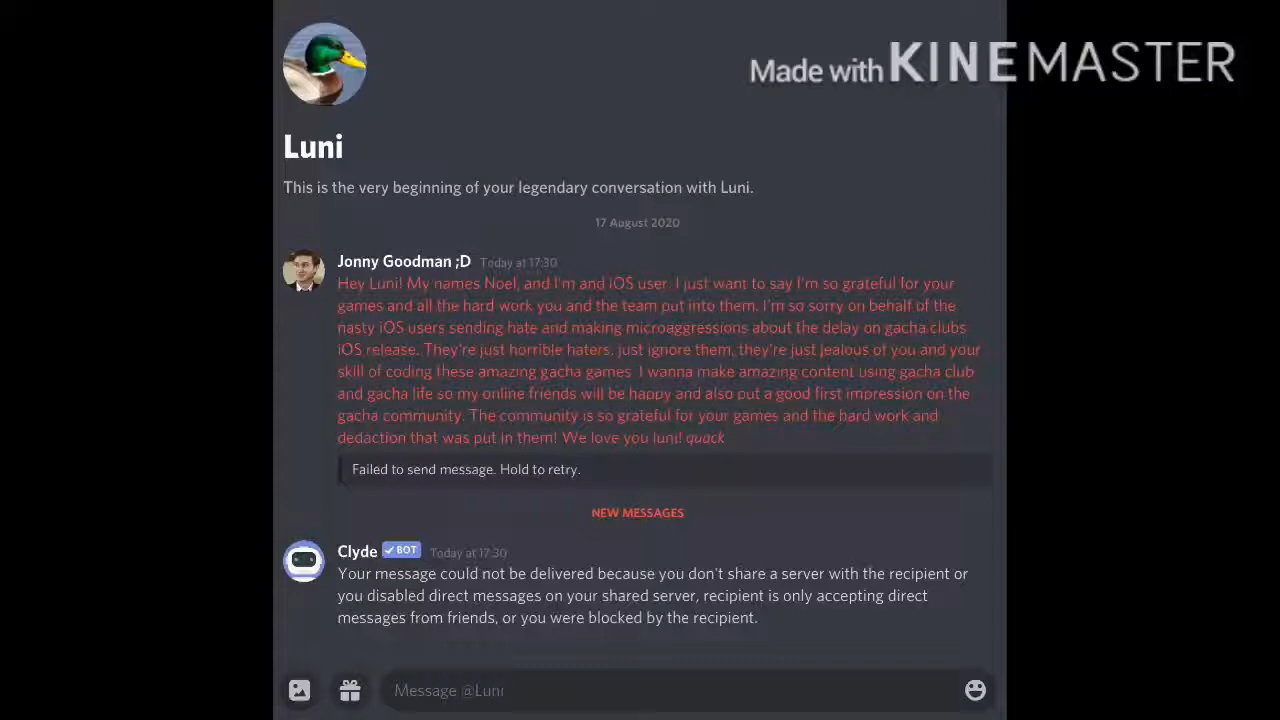 Made with KINEMASTER
Luni
This is the very beginning of your legendary conversation with Luni.
17 August 2020
Jonny Goodman ;D Today at 17:30
Hey Luni! My names Noel, and I'm and iOS user. I just want to say I'm so grateful for your
games and all the hard work you and the team put into them. I'm so sorry on behalf of the
nasty iOS users sending hate and making microaggressions about the delay on gacha clubs
iOS release. They're just horrible haters, just ignore them, they're just jealous of you and your
skill of coding these amazing gacha games. I wanna make amazing content using gacha club
and gacha life so my online friends will be happy and also put a good first impression on the
gacha community. The community is so grateful for your games and the hard work and
dedaction that was put in them! We love you luni! quack
Failed to send message. Hold to retry.
NEW MESSAGES
Clyde BOT Today at 17:30
Your message could not be delivered because you don't share a server with the recipient or
you disabled direct messages on your shared server, recipient is only accepting direct
messages from friends, or you were blocked by the recipient.
Message @Luni